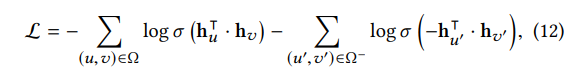 ℒ = − ∑_{(u,v)∈Ω} log σ (𝐡_u^⊺ · 𝐡_v) − ∑_{(u′,v′)∈Ω⁻} log σ (−𝐡_{u′}^⊺ · 𝐡_{v′}), (12)